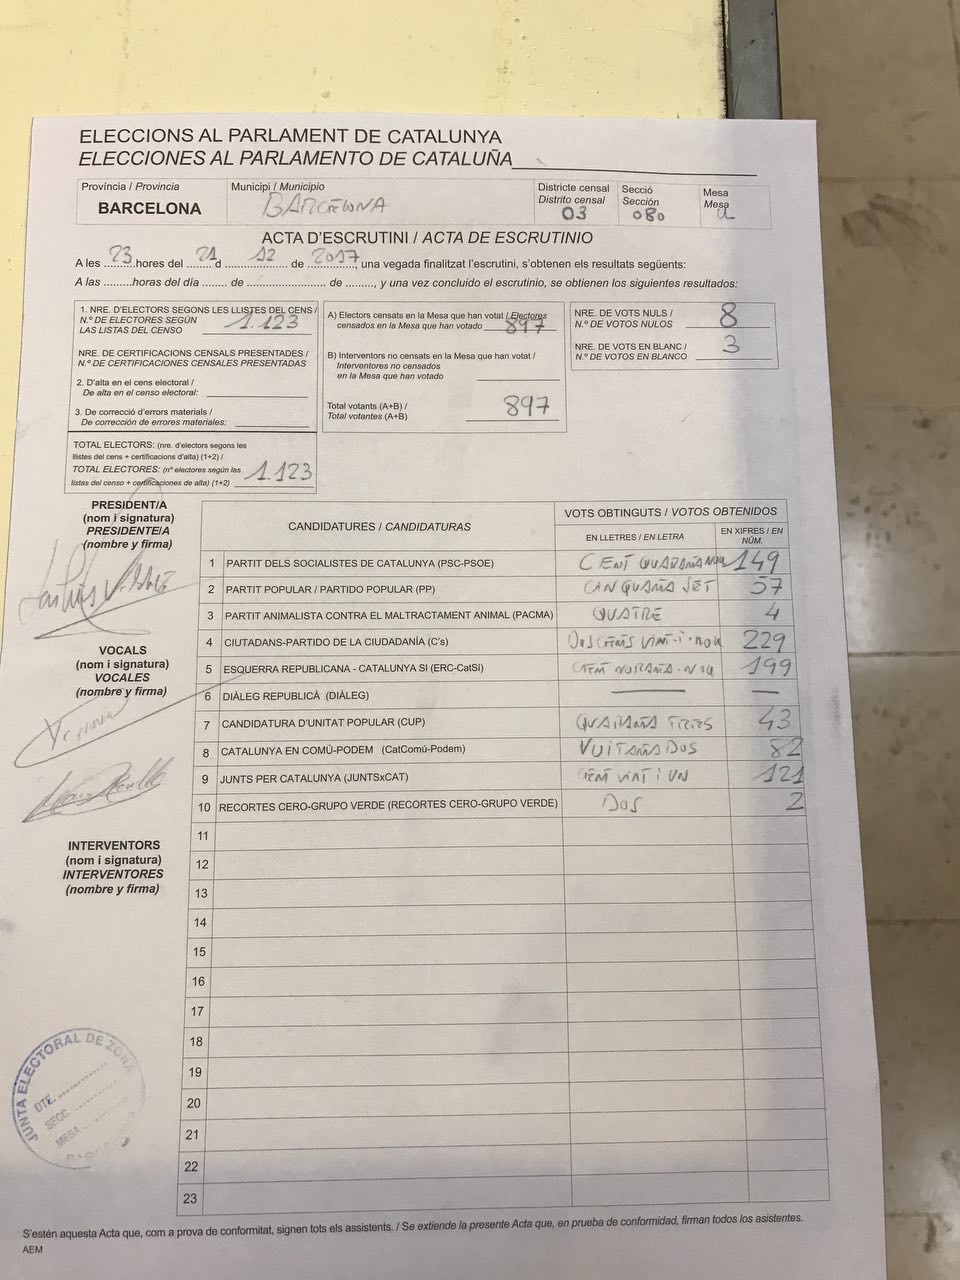 ELECCIONS AL PARLAMENT DE CATALUNYA
ELECCIONES AL PARLAMENTO DE CATALUÑA
Província / Provincia
BARCELONA
Municipi / Municipio
BARCELONA
Districte censal
Distrito censal
03
Secció
Sección
080
Mesa
Mesa
U
ACTA D'ESCRUTINI / ACTA DE ESCRUTINIO
A les ...23...hores del ...21... d ...12... de ...2017..., una vegada finalitzat l'escrutini, s'obtenen els resultats següents:
A las .........horas del día ....... de ........................... de ........., y una vez concluido el escrutinio, se obtienen los siguientes resultados:
1. NRE. D'ELECTORS SEGONS LES LLISTES DEL CENS /
N.º DE ELECTORES SEGÚN
LAS LISTAS DEL CENSO 1.123
NRE. DE CERTIFICACIONS CENSALS PRESENTADES /
N.º DE CERTIFICACIONES CENSALES PRESENTADAS
2. D'alta en el cens electoral /
De alta en el censo electoral:
3. De correcció d'errors materials /
De corrección de errores materiales:
TOTAL ELECTORS: (nre. d'electors segons les
llistes del cens + certificacions d'alta) (1+2) /
TOTAL ELECTORES: (nº electores según las
listas del censo + certificaciones de alta) (1+2) 1.123
A) Electors censats en la Mesa que han votat / Electores
censados en la Mesa que han votado 897
B) Interventors no censats en la Mesa que han votat /
Interventores no censados
en la Mesa que han votado
Total votants (A+B) /
Total votantes (A+B) 897
NRE. DE VOTS NULS /
N.º DE VOTOS NULOS 8
NRE. DE VOTS EN BLANC /
N.º DE VOTOS EN BLANCO 3
PRESIDENT/A
(nom i signatura)
PRESIDENTE/A
(nombre y firma)
VOCALS
(nom i signatura)
VOCALES
(nombre y firma)
INTERVENTORS
(nom i signatura)
INTERVENTORES
(nombre y firma)
CANDIDATURES / CANDIDATURAS
VOTS OBTINGUTS / VOTOS OBTENIDOS
EN LLETRES / EN LETRA
EN XIFRES / EN NÚM.
1 PARTIT DELS SOCIALISTES DE CATALUNYA (PSC-PSOE) CENT QUARANTA NOU 149
2 PARTIT POPULAR / PARTIDO POPULAR (PP) CINQUANTA SET 57
3 PARTIT ANIMALISTA CONTRA EL MALTRACTAMENT ANIMAL (PACMA) QUATRE 4
4 CIUTADANS-PARTIDO DE LA CIUDADANÍA (C's) DOSCENTS VINT-I-NOU 229
5 ESQUERRA REPUBLICANA - CATALUNYA SI (ERC-CatSI) CENT NORANTA-NOU 199
6 DIÀLEG REPUBLICÀ (DIÀLEG) — —
7 CANDIDATURA D'UNITAT POPULAR (CUP) QUARANTA TRES 43
8 CATALUNYA EN COMÚ-PODEM (CatComú-Podem) VUITANTA DOS 82
9 JUNTS PER CATALUNYA (JUNTSxCAT) CENT VINT I UN 121
10 RECORTES CERO-GRUPO VERDE (RECORTES CERO-GRUPO VERDE) DOS 2
11
12
13
14
15
16
17
18
19
20
21
22
23
JUNTA ELECTORAL DE ZONA
DTE.
SECC.
MESA
S'estén aquesta Acta que, com a prova de conformitat, signen tots els assistents. / Se extiende la presente Acta que, en prueba de conformidad, firman todos los asistentes.
AEM